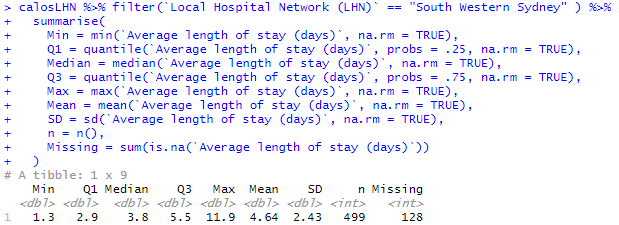 > calosLHN %>% filter(`Local Hospital Network (LHN)` == "South Western Sydney" ) %>%
+ summarise(
+ Min = min(`Average length of stay (days)`, na.rm = TRUE),
+ Q1 = quantile(`Average length of stay (days)`, probs = .25, na.rm = TRUE),
+ Median = median(`Average length of stay (days)`, na.rm = TRUE),
+ Q3 = quantile(`Average length of stay (days)`, probs = .75, na.rm = TRUE),
+ Max = max(`Average length of stay (days)`, na.rm = TRUE),
+ Mean = mean(`Average length of stay (days)`, na.rm = TRUE),
+ SD = sd(`Average length of stay (days)`, na.rm = TRUE),
+ n = n(),
+ Missing = sum(is.na(`Average length of stay (days)`))
+ )
# A tibble: 1 x 9
Min Q1 Median Q3 Max Mean SD n Missing
<dbl> <dbl> <dbl> <dbl> <dbl> <dbl> <dbl> <int> <int>
1 1.3 2.9 3.8 5.5 11.9 4.64 2.43 499 128